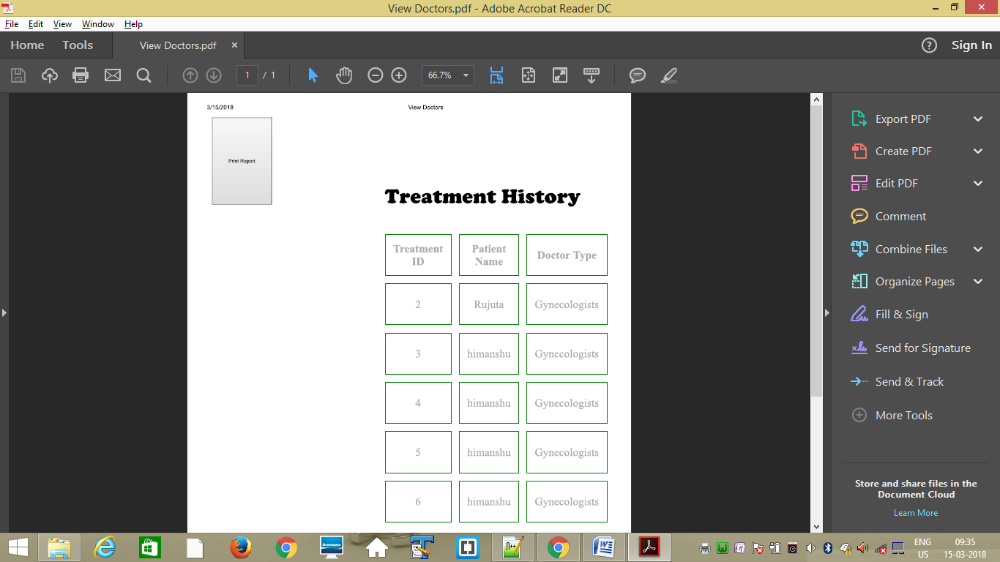 View Doctors.pdf - Adobe Acrobat Reader DC
File Edit View Window Help
Home Tools View Doctors.pdf × ? Sign In
1 / 1 66.7%
3/15/2018 View Doctors
Print Report
Treatment History
Treatment ID Patient Name Doctor Type
2 Rujuta Gynecologists
3 himanshu Gynecologists
4 himanshu Gynecologists
5 himanshu Gynecologists
6 himanshu Gynecologists
Export PDF
Create PDF
Edit PDF
Comment
Combine Files
Organize Pages
Fill & Sign
Send for Signature
Send & Track
More Tools
Store and share files in the
Document Cloud
Learn More
lenovo
ENG 09:35
US 15-03-2018